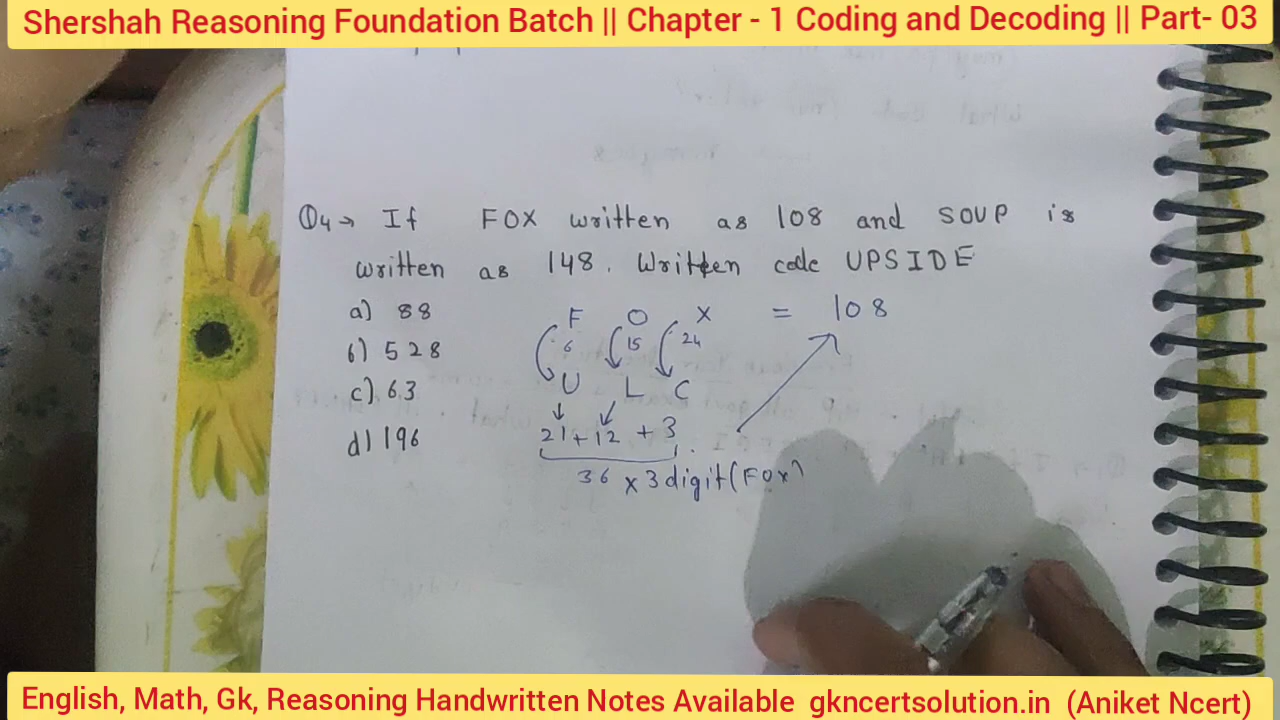 Shershah Reasoning Foundation Batch || Chapter - 1 Coding and Decoding || Part- 03
Q4→ If FOX written as 108 and SOUP is
written as 148. Written code UPSIDE
a) 88
b) 528
c) 63
d) 196
F O X = 108
6 15 24
U L C
21 + 12 + 3
36 x 3 digit (FOX)
English, Math, Gk, Reasoning Handwritten Notes Available gkncertsolution.in (Aniket Ncert)